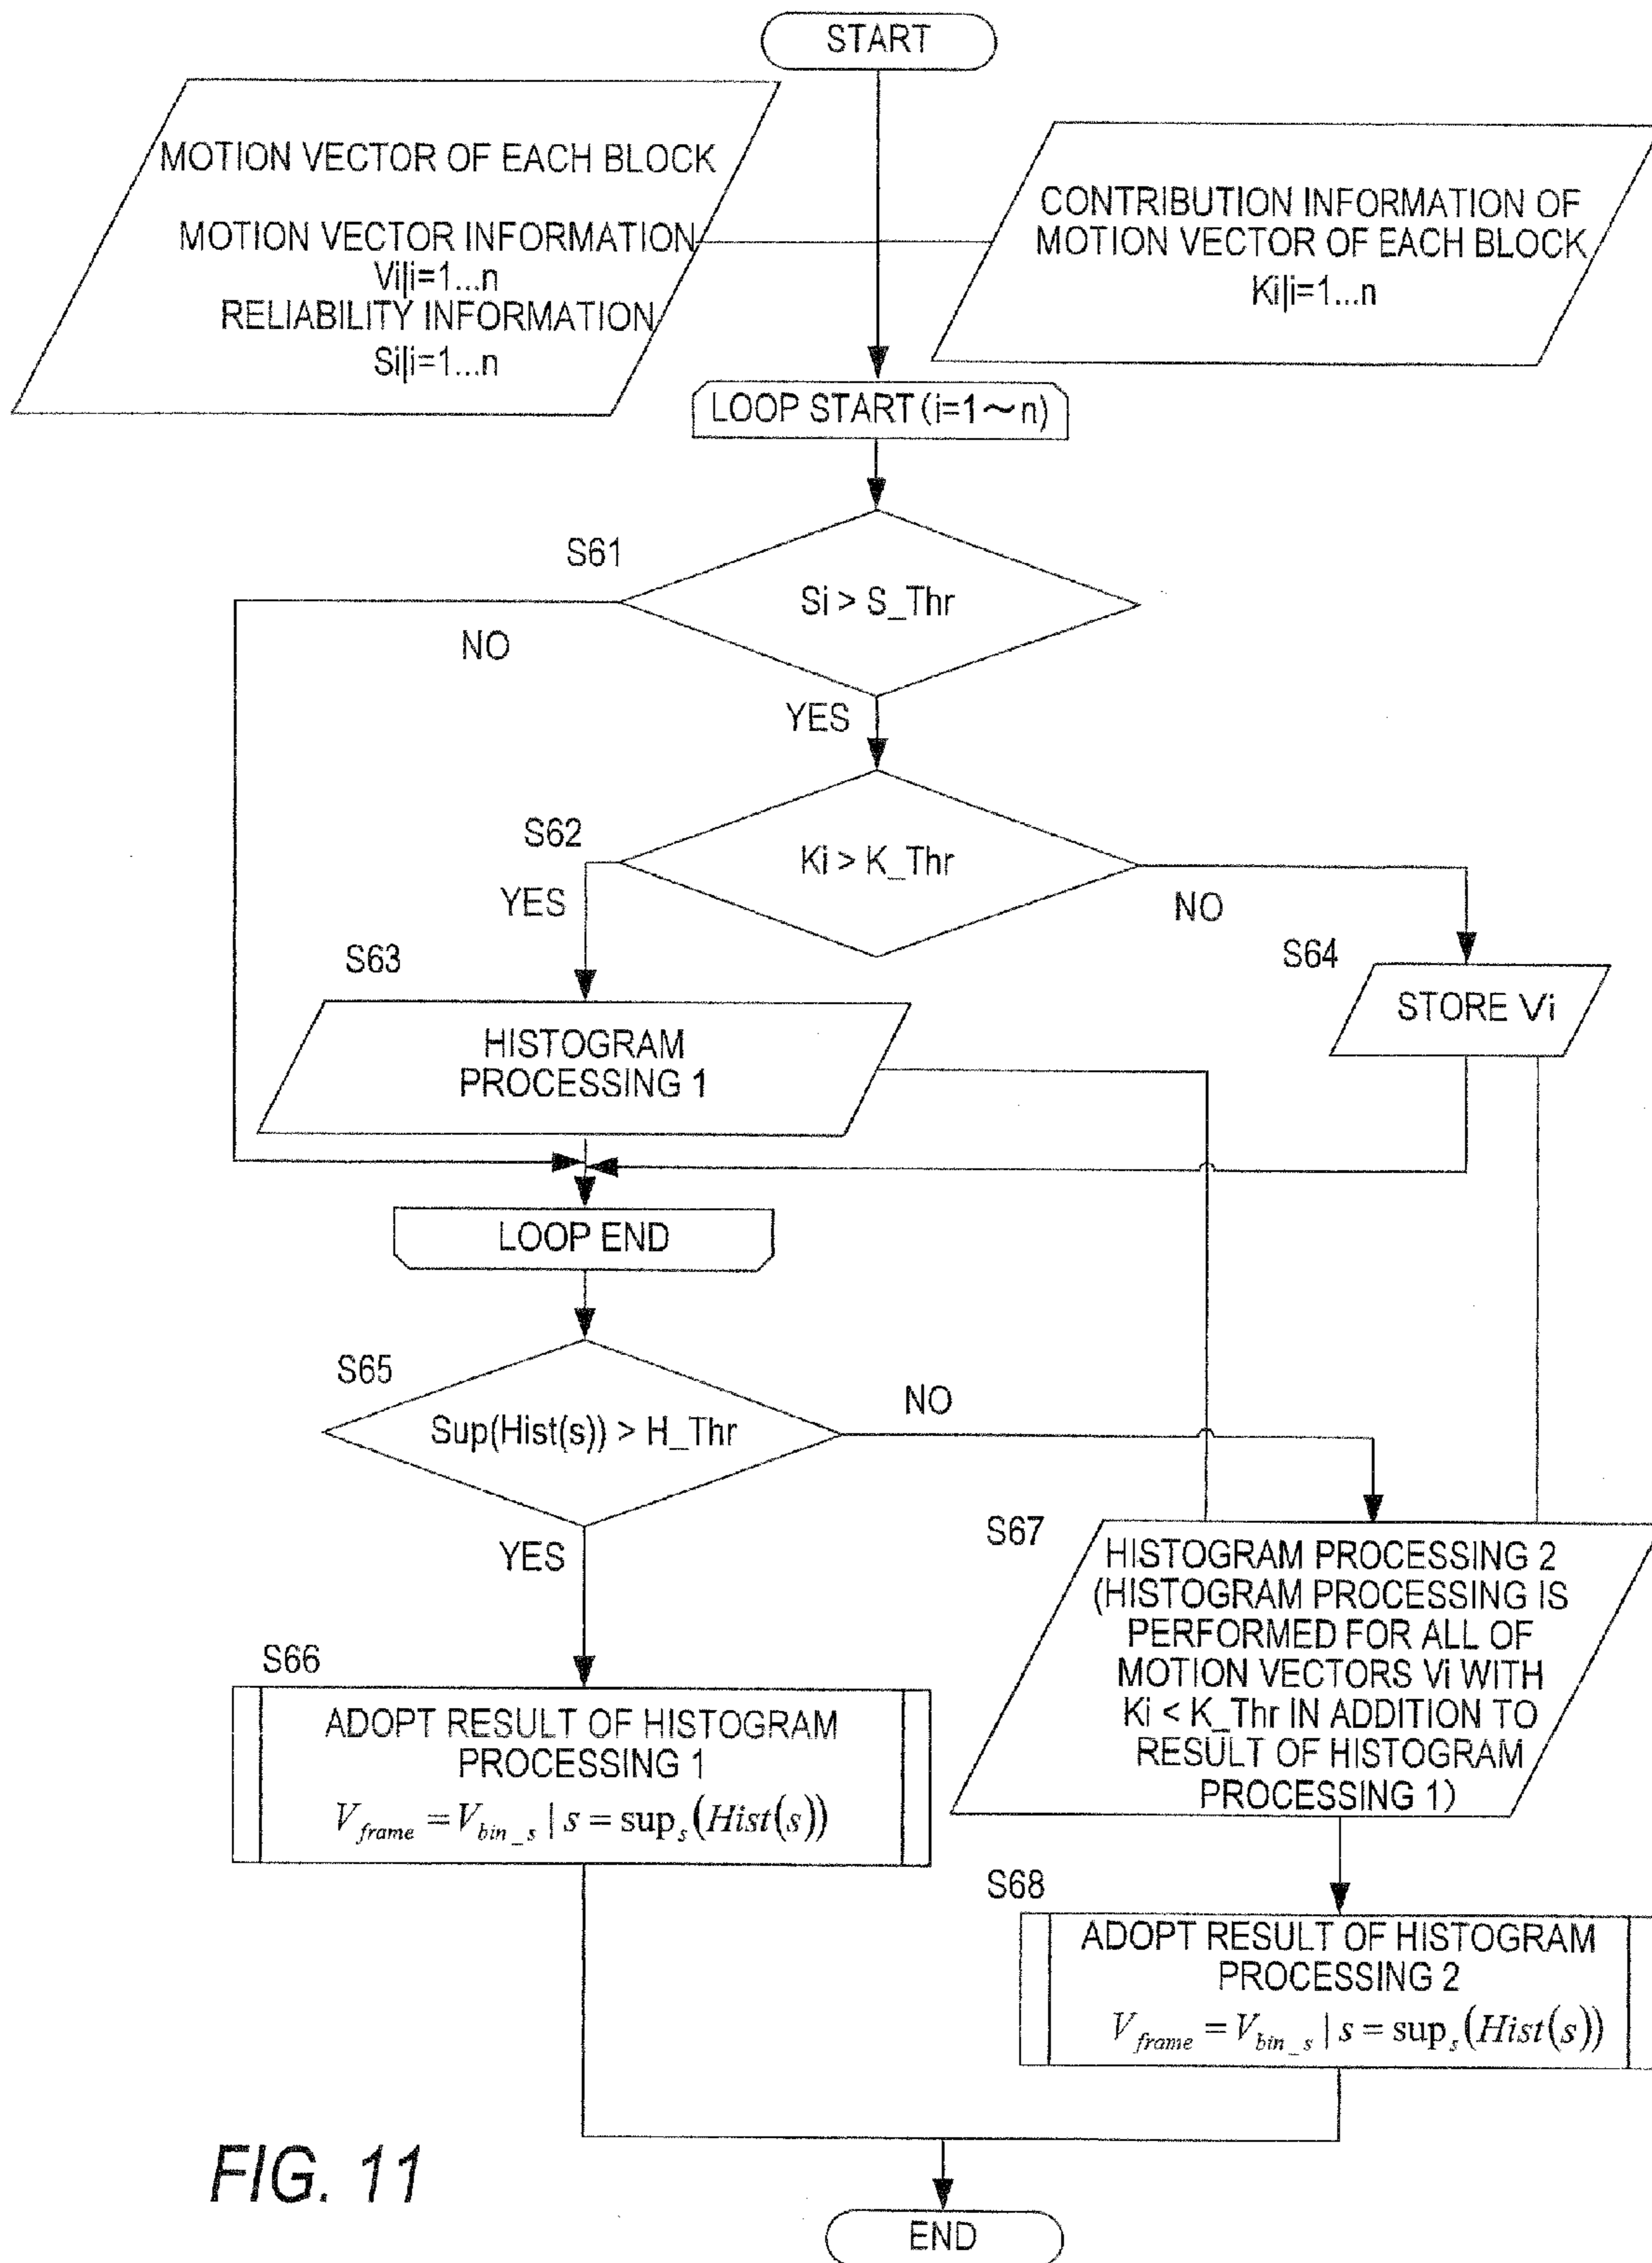 START
MOTION VECTOR OF EACH BLOCK
MOTION VECTOR INFORMATION
Vi|i=1...n
RELIABILITY INFORMATION
Si|i=1...n
CONTRIBUTION INFORMATION OF
MOTION VECTOR OF EACH BLOCK
Ki|i=1...n
LOOP START (i=1～n)
S61
Si > S_Thr
NO
YES
S62
Ki > K_Thr
YES
NO
S63
HISTOGRAM
PROCESSING 1
S64
STORE Vi
LOOP END
S65
Sup(Hist(s)) > H_Thr
NO
YES
S66
ADOPT RESULT OF HISTOGRAM
PROCESSING 1
V_frame = V_bin_s | s = sup_s(Hist(s))
S67
HISTOGRAM PROCESSING 2
(HISTOGRAM PROCESSING IS
PERFORMED FOR ALL OF
MOTION VECTORS Vi WITH
Ki < K_Thr IN ADDITION TO
RESULT OF HISTOGRAM
PROCESSING 1)
S68
ADOPT RESULT OF HISTOGRAM
PROCESSING 2
V_frame = V_bin_s | s = sup_s(Hist(s))
FIG. 11
END